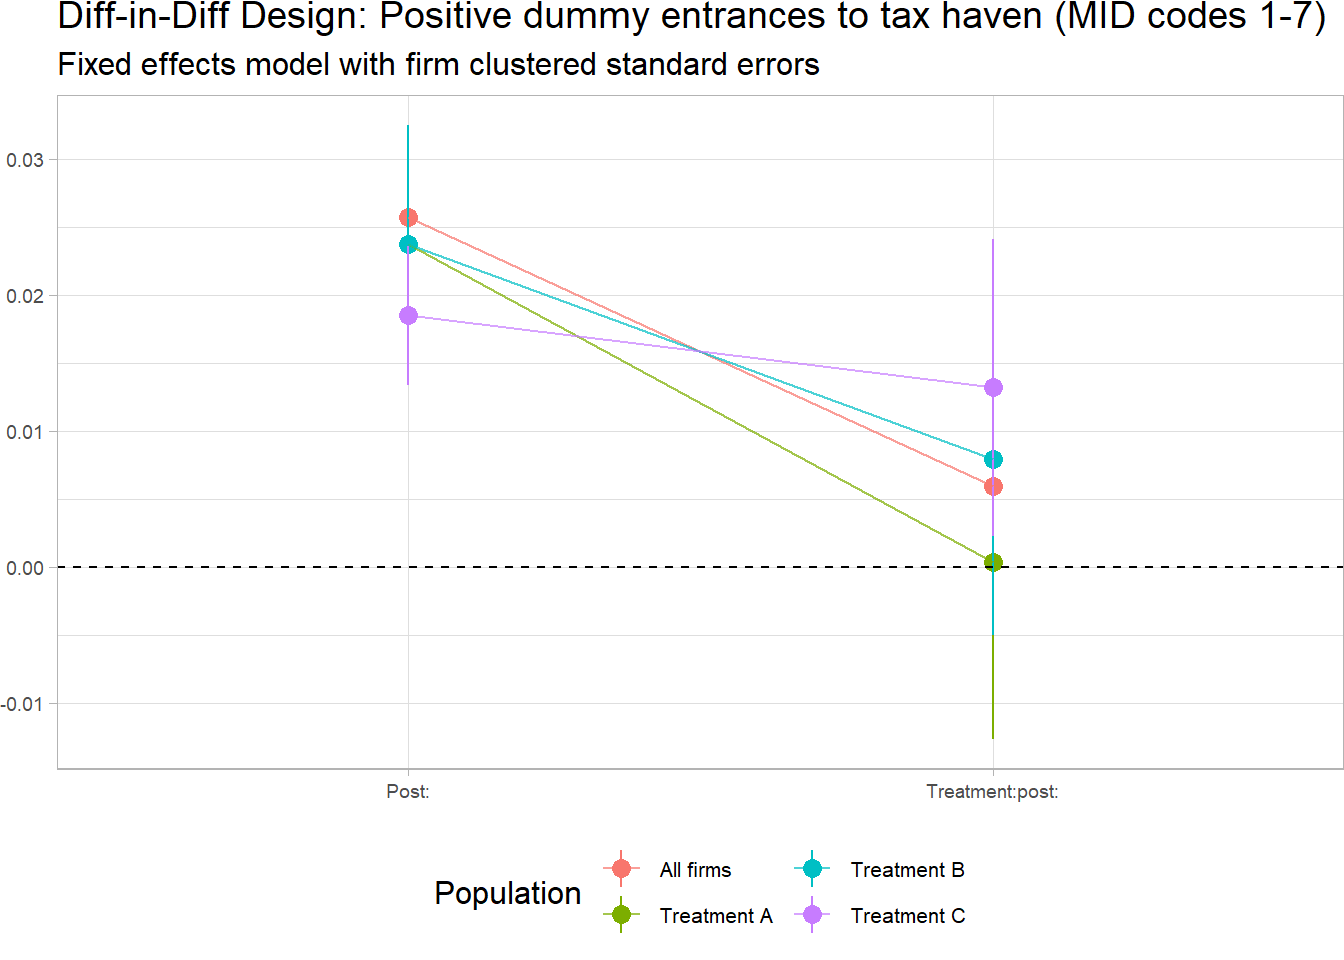 Diff-in-Diff Design: Positive dummy entrances to tax haven (MID codes 1-7)
Fixed effects model with firm clustered standard errors
0.03
0.02
0.01
0.00
-0.01
Post:
Treatment:post:
Population
All firms
Treatment B
Treatment A
Treatment C